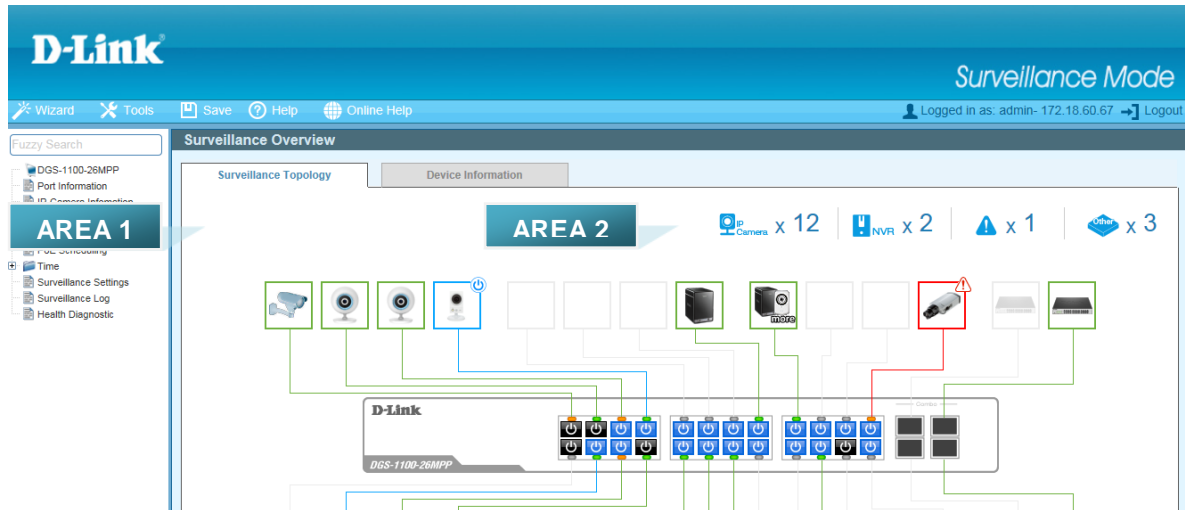 D-Link®
Surveillance Mode
Wizard Tools Save Help Online Help Logged in as: admin- 172.18.60.67 Logout
Fuzzy Search
DGS-1100-26MPP
Port Information
AREA 1
Time
Surveillance Settings
Surveillance Log
Health Diagnostic
Surveillance Overview
Surveillance Topology Device Information
AREA 2
IP Camera x 12 NVR x 2 x 1 Other x 3
more
D-Link
Combo
DGS-1100-26MPP